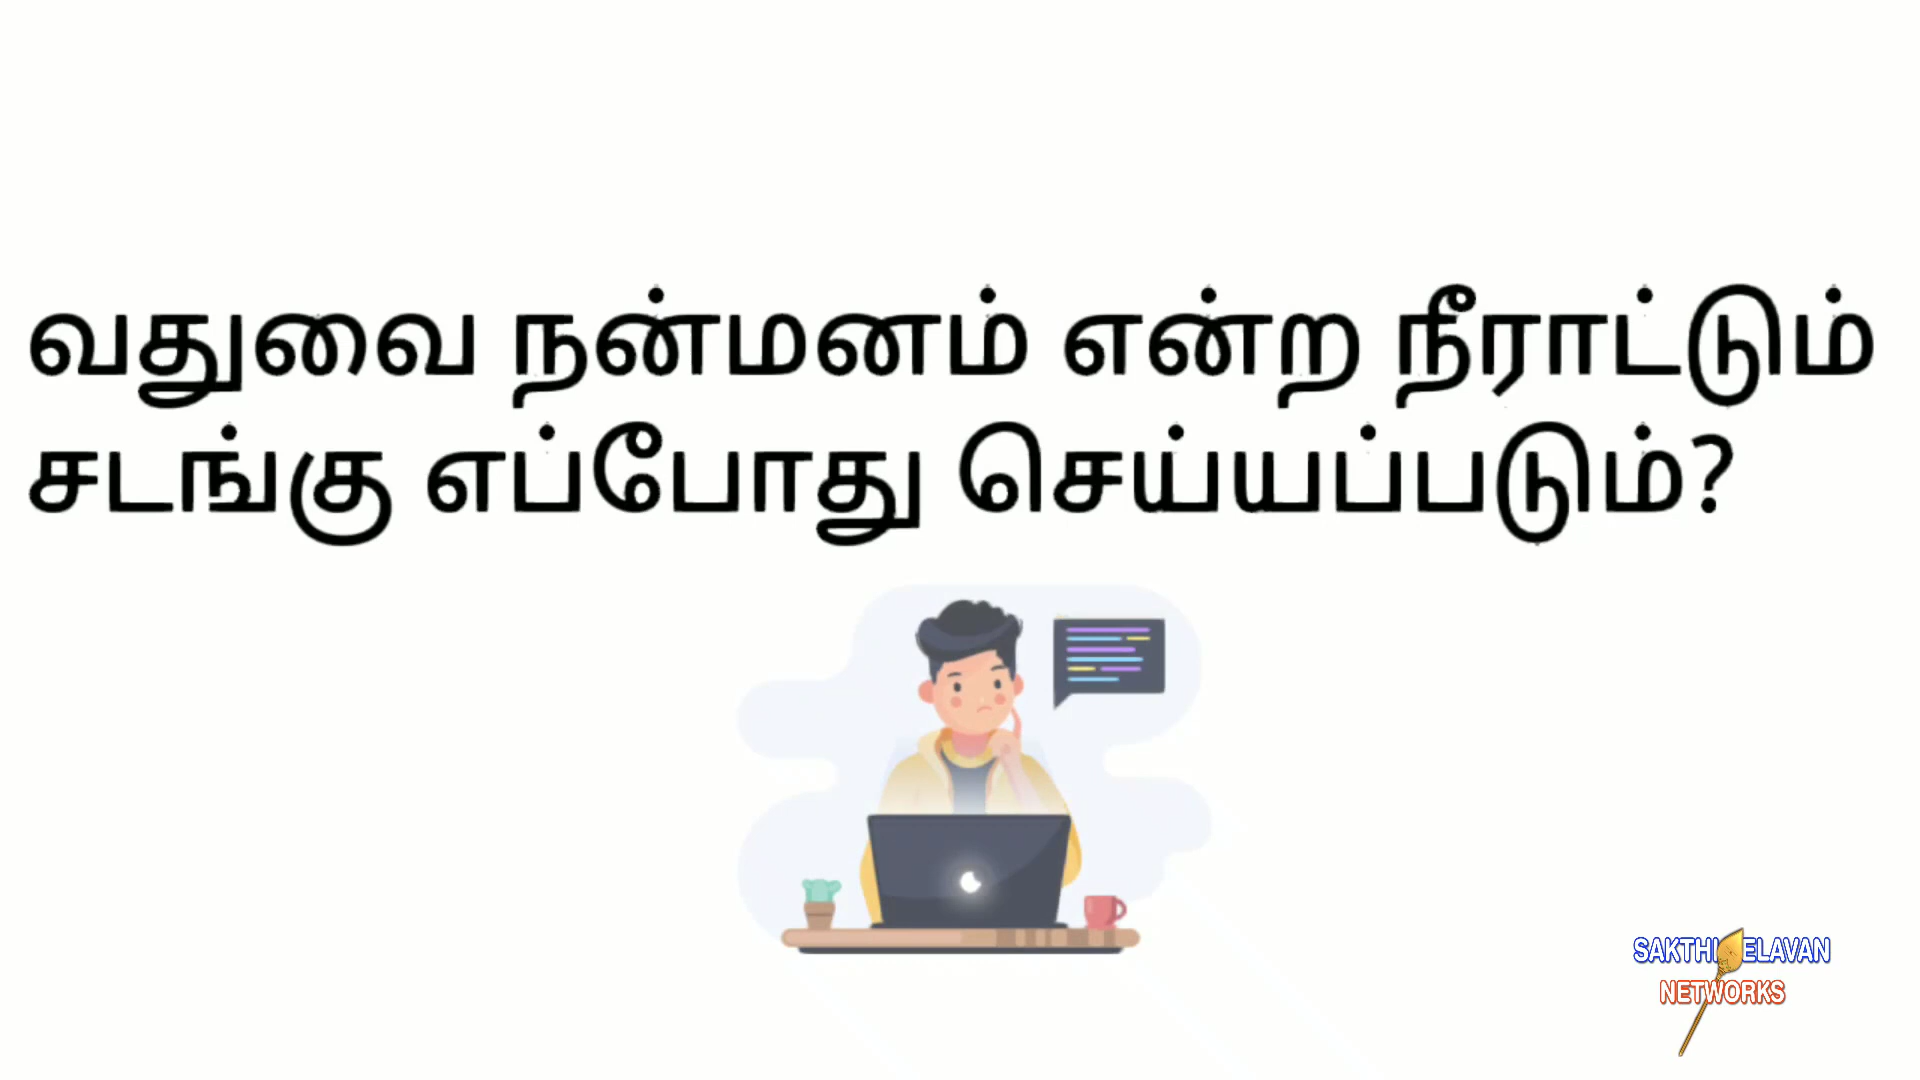 வதுவை நன்மனம் என்ற நீராட்டும்
சடங்கு எப்போது செய்யப்படும்?
SAKTHI ELAVAN
NETWORKS